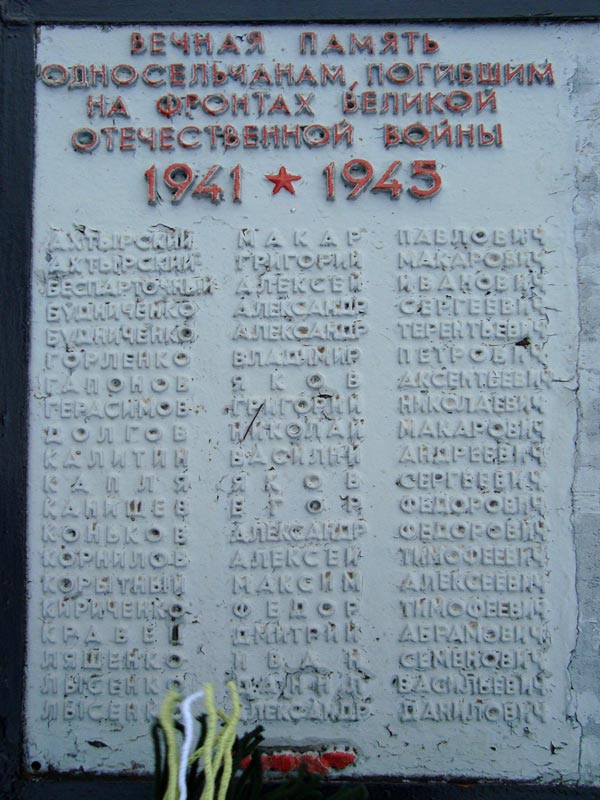 ВЕЧНАЯ ПАМЯТЬ
ОДНОСЕЛЬЧАНАМ, ПОГИБШИМ
НА ФРОНТАХ ВЕЛИКОЙ
ОТЕЧЕСТВЕННОЙ ВОЙНЫ
1941 ★ 1945
АХТЫРСКИЙ МАКАР ПАВЛОВИЧ
АХТЫРСКИЙ ГРИГОРИЙ МАКАРОВИЧ
БЕСПАРТОЧНЫЙ АЛЕКСЕЙ ИВАНОВИЧ
БУДНИЧЕНКО АЛЕКСАНДР СЕРГЕЕВИЧ
БУДНИЧЕНКО АЛЕКСАНДР ТЕРЕНТЬЕВИЧ
ГОРЛЕНКО ВЛАДИМИР ПЕТРОВИЧ
ГАПОНОВ ЯКОВ АКСЕНТЬЕВИЧ
ГЕРАСИМОВ ГРИГОРИЙ НИКОЛАЕВИЧ
ДОЛГОВ НИКОЛАЙ МАКАРОВИЧ
КАЛИТИН ВАСИЛИЙ АНДРЕЕВИЧ
КАПЛЯ ЯКОВ СЕРГЕЕВИЧ
КАНИЩЕВ ЕГОР ФЕДОРОВИЧ
КОНЬКОВ АЛЕКСАНДР ФЕДОРОВИЧ
КОРНИЛОВ АЛЕКСЕЙ ТИМОФЕЕВИЧ
КОРЫТНЫЙ МАКСИМ АЛЕКСЕЕВИЧ
КИРИЧЕНКО ФЕДОР ТИМОФЕЕВИЧ
КРАВЕЦ ДМИТРИЙ АБРАМОВИЧ
ЛЯШЕНКО ИВАН СЕМЕНОВИЧ
ЛЫСЕНКО ВАСИЛЬЕВИЧ
ЛЫСЕНКО АЛЕКСАНДР ДАНИЛОВИЧ